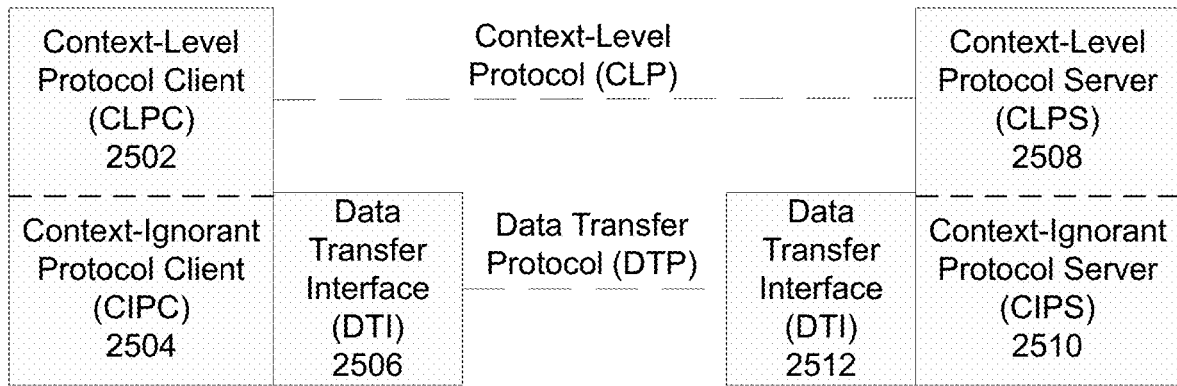 Context-Level
Protocol Client
(CLPC)
2502
Context-Level
Protocol (CLP)
Context-Level
Protocol Server
(CLPS)
2508
Context-Ignorant
Protocol Client
(CIPC)
2504
Data
Transfer
Interface
(DTI)
2506
Data Transfer
Protocol (DTP)
Data
Transfer
Interface
(DTI)
2512
Context-Ignorant
Protocol Server
(CIPS)
2510